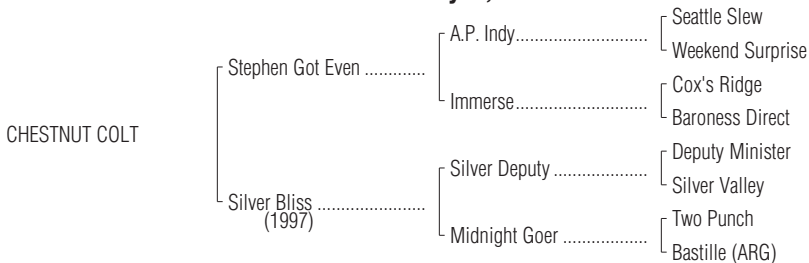 Seattle Slew
A.P. Indy
Weekend Surprise
Stephen Got Even
Cox's Ridge
Immerse
Baroness Direct
CHESTNUT COLT
Deputy Minister
Silver Deputy
Silver Valley
Silver Bliss
(1997)
Two Punch
Midnight Goer
Bastille (ARG)